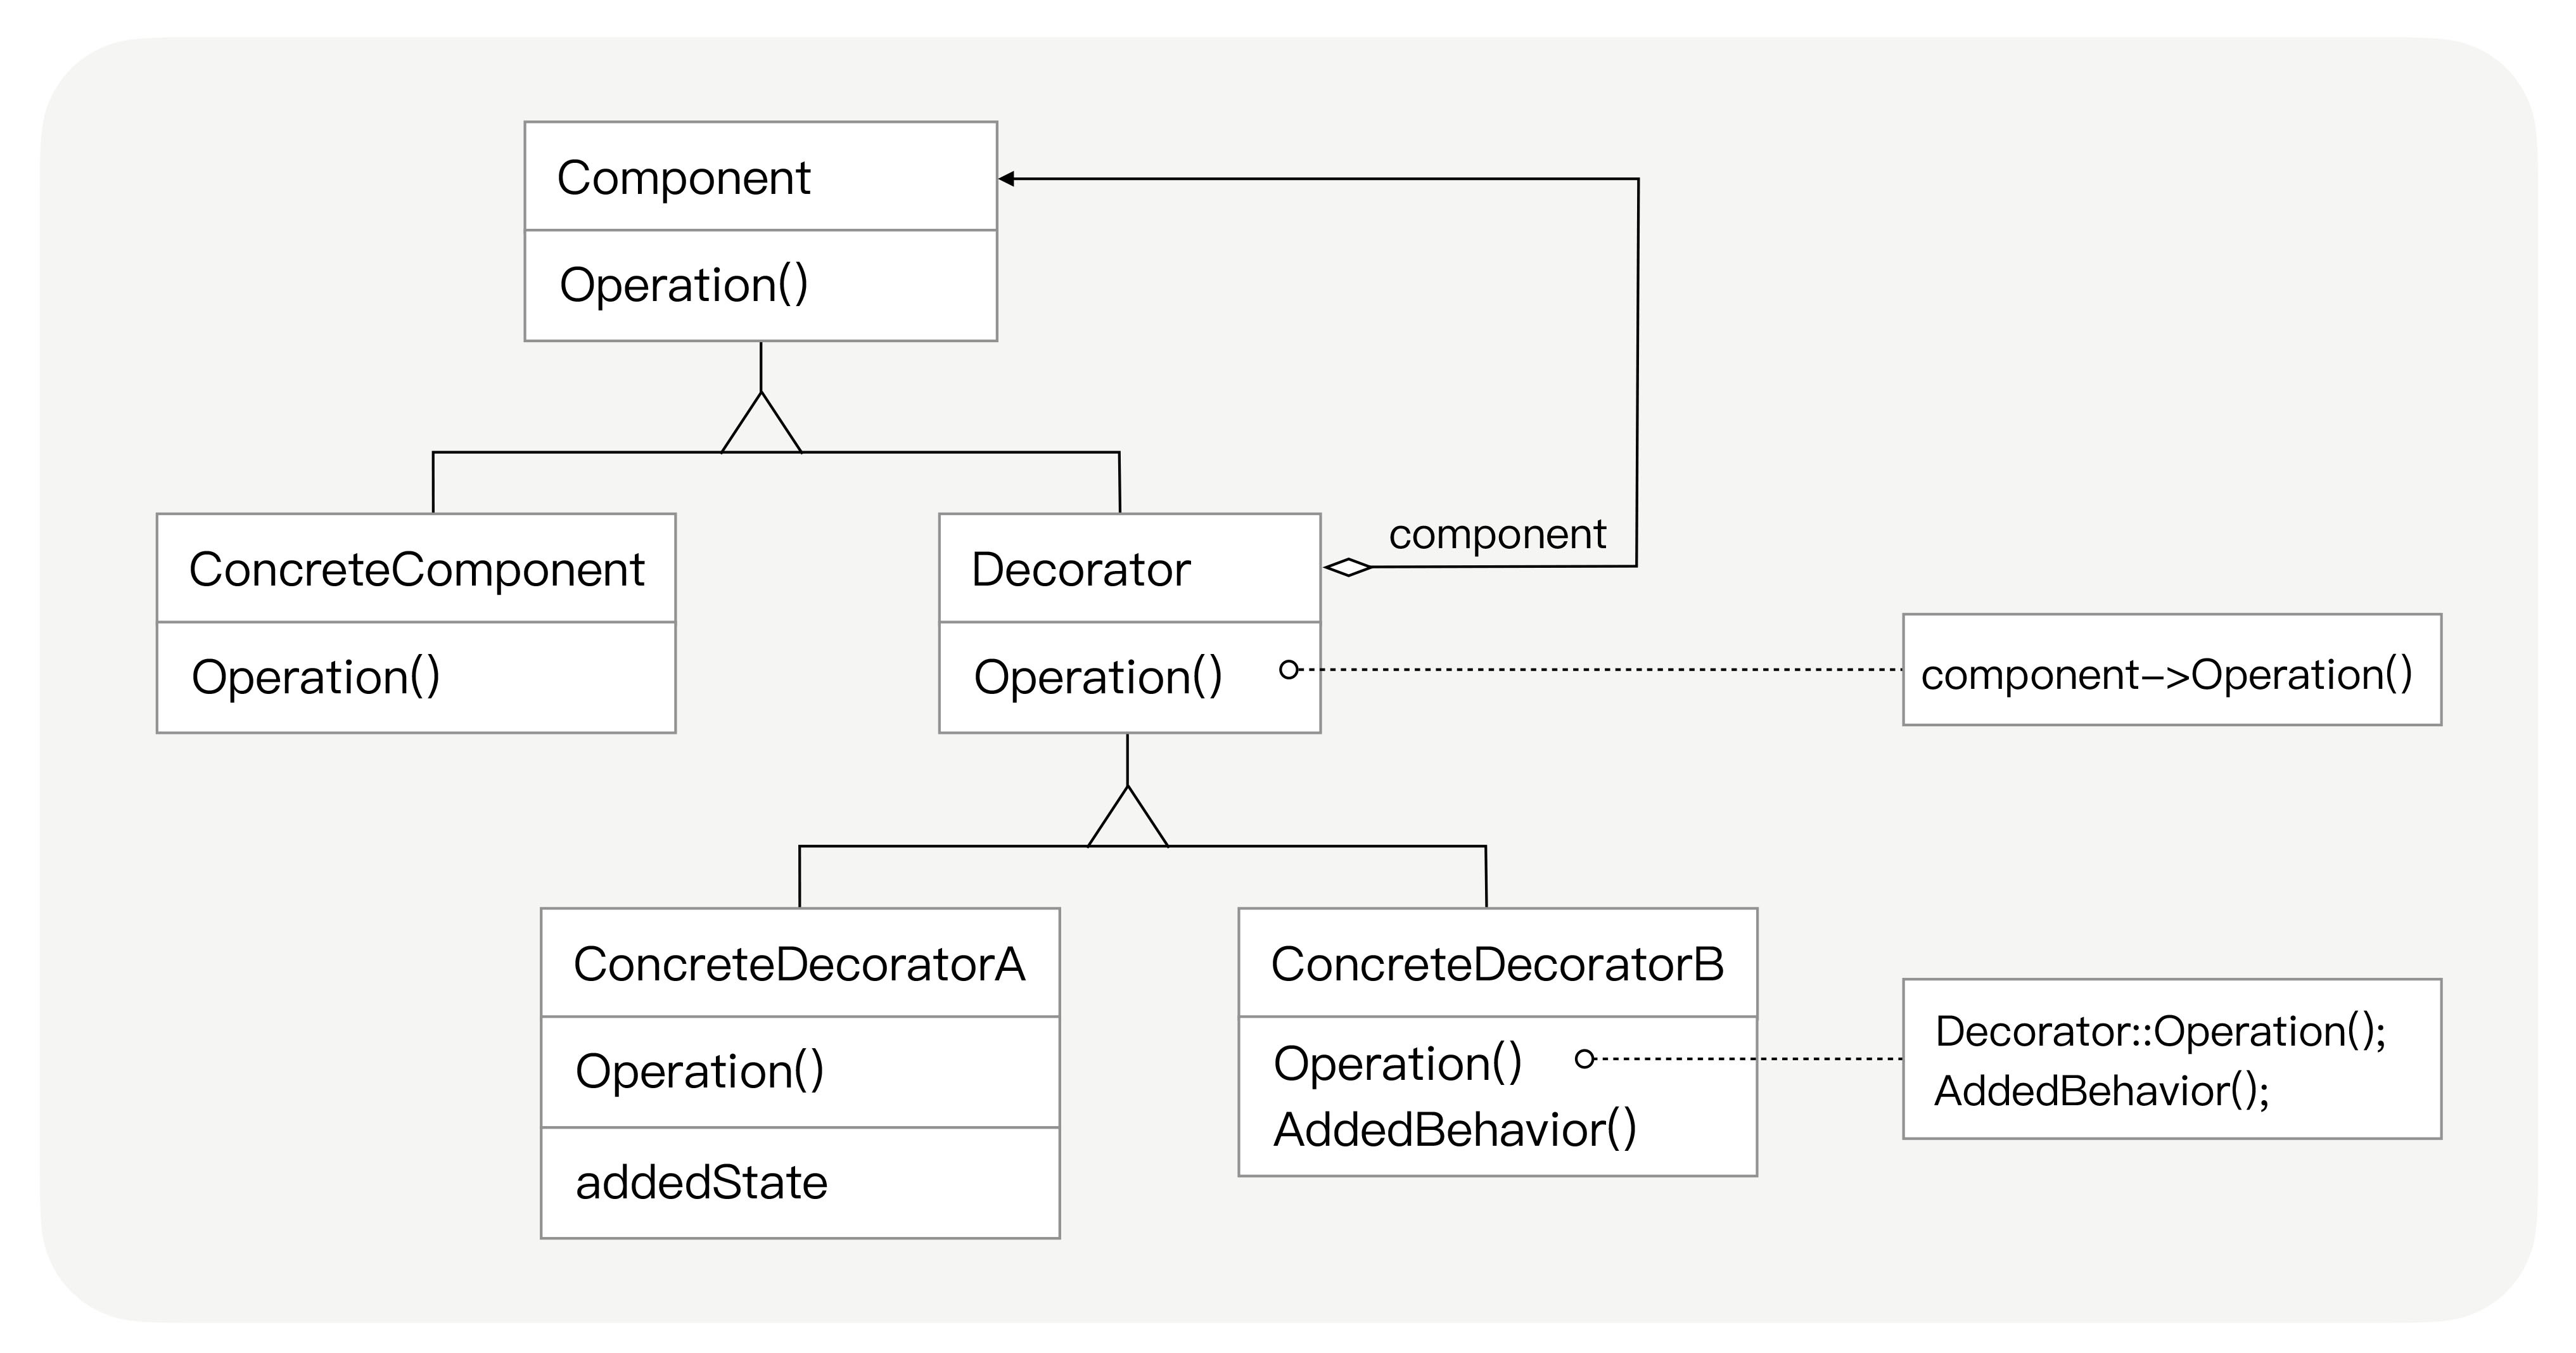 Component
Operation()
component
ConcreteComponent
Operation()
Decorator
Operation()
component–>Operation()
ConcreteDecoratorA
Operation()
addedState
ConcreteDecoratorB
Operation()
AddedBehavior()
Decorator::Operation();
AddedBehavior();